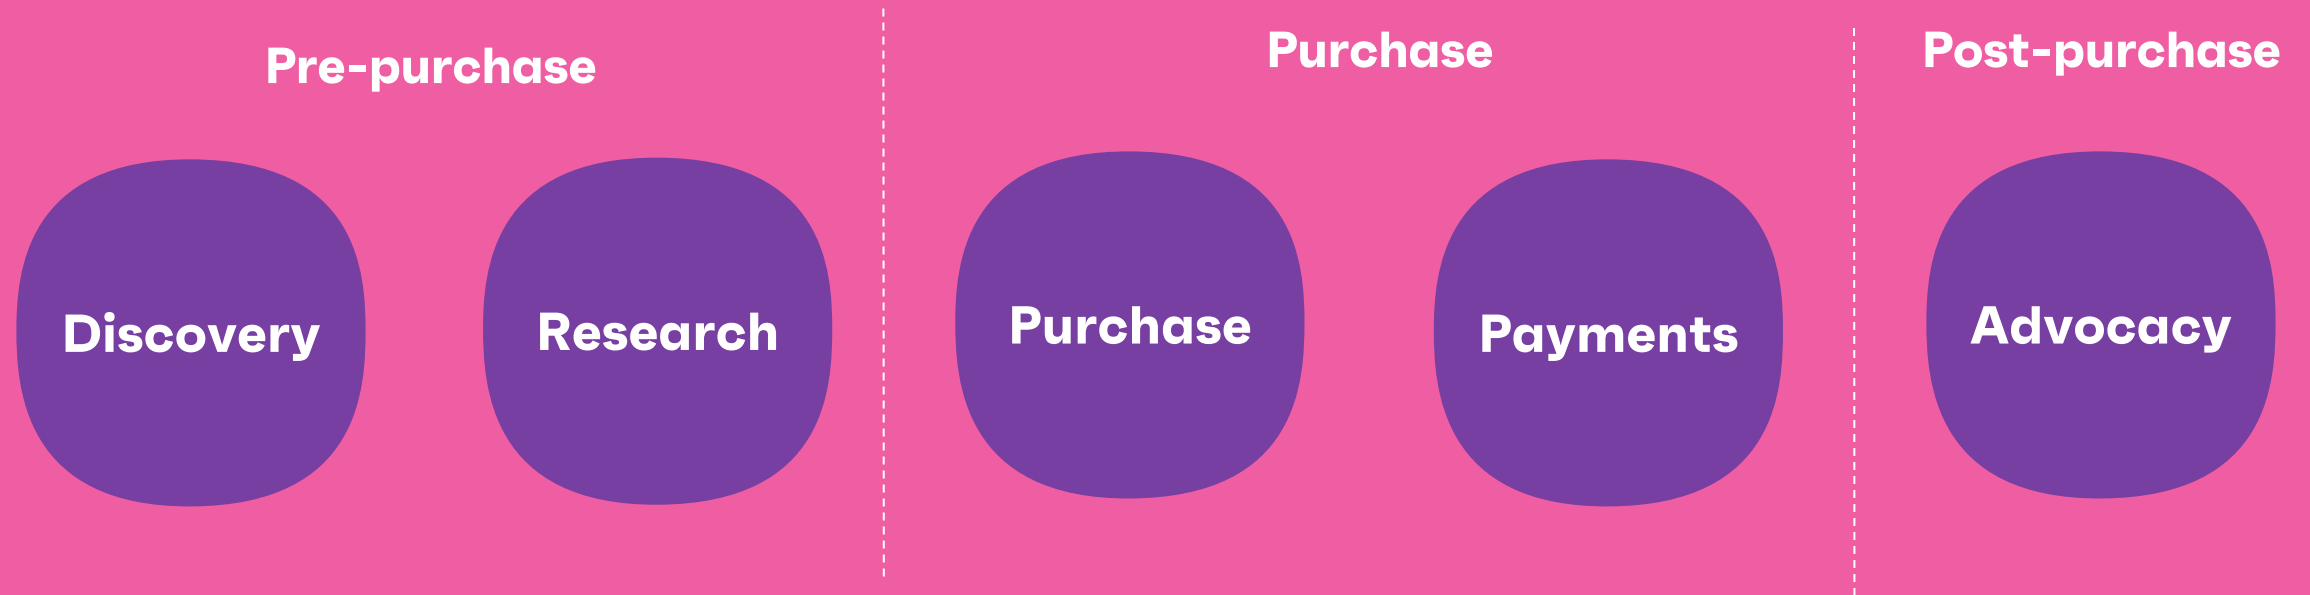 Pre-purchase
Purchase
Post-purchase
Discovery
Research
Purchase
Payments
Advocacy